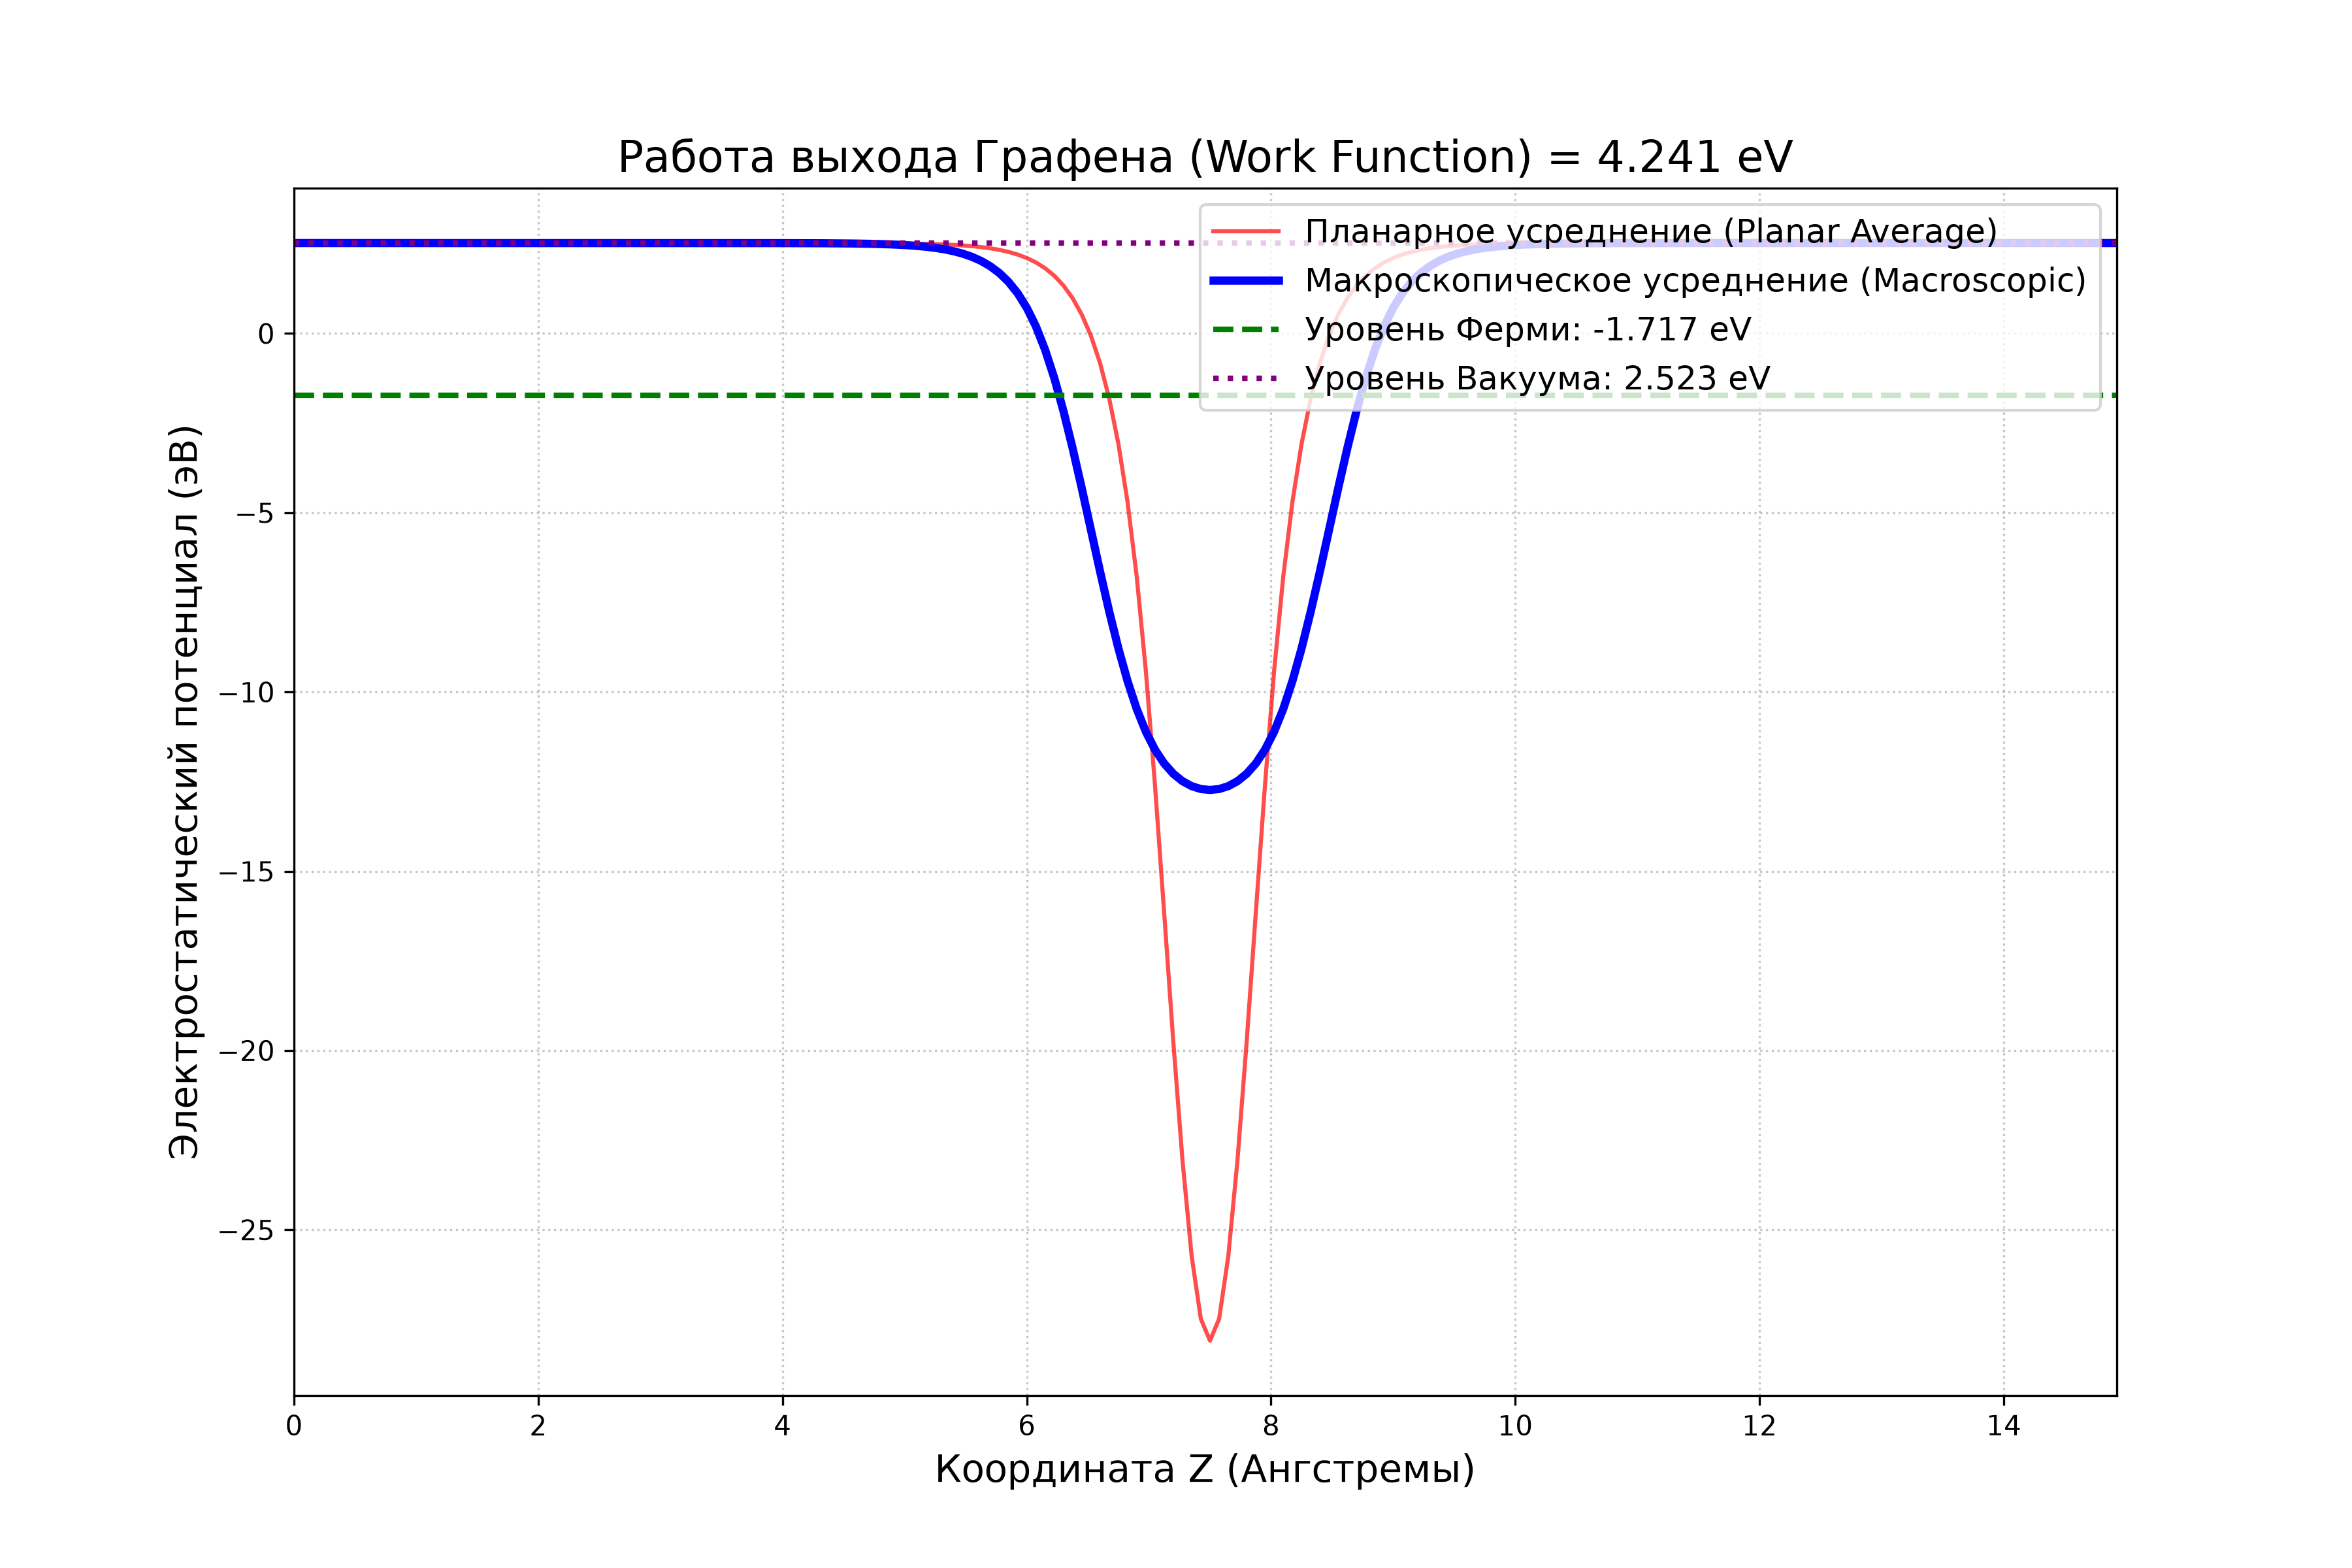 Работа выхода Графена (Work Function) = 4.241 eV
Планарное усреднение (Planar Average)
Макроскопическое усреднение (Macroscopic)
Уровень Ферми: -1.717 eV
Уровень Вакуума: 2.523 eV
Электростатический потенциал (эВ)
0
−5
−10
−15
−20
−25
0 2 4 6 8 10 12 14
Координата Z (Ангстремы)